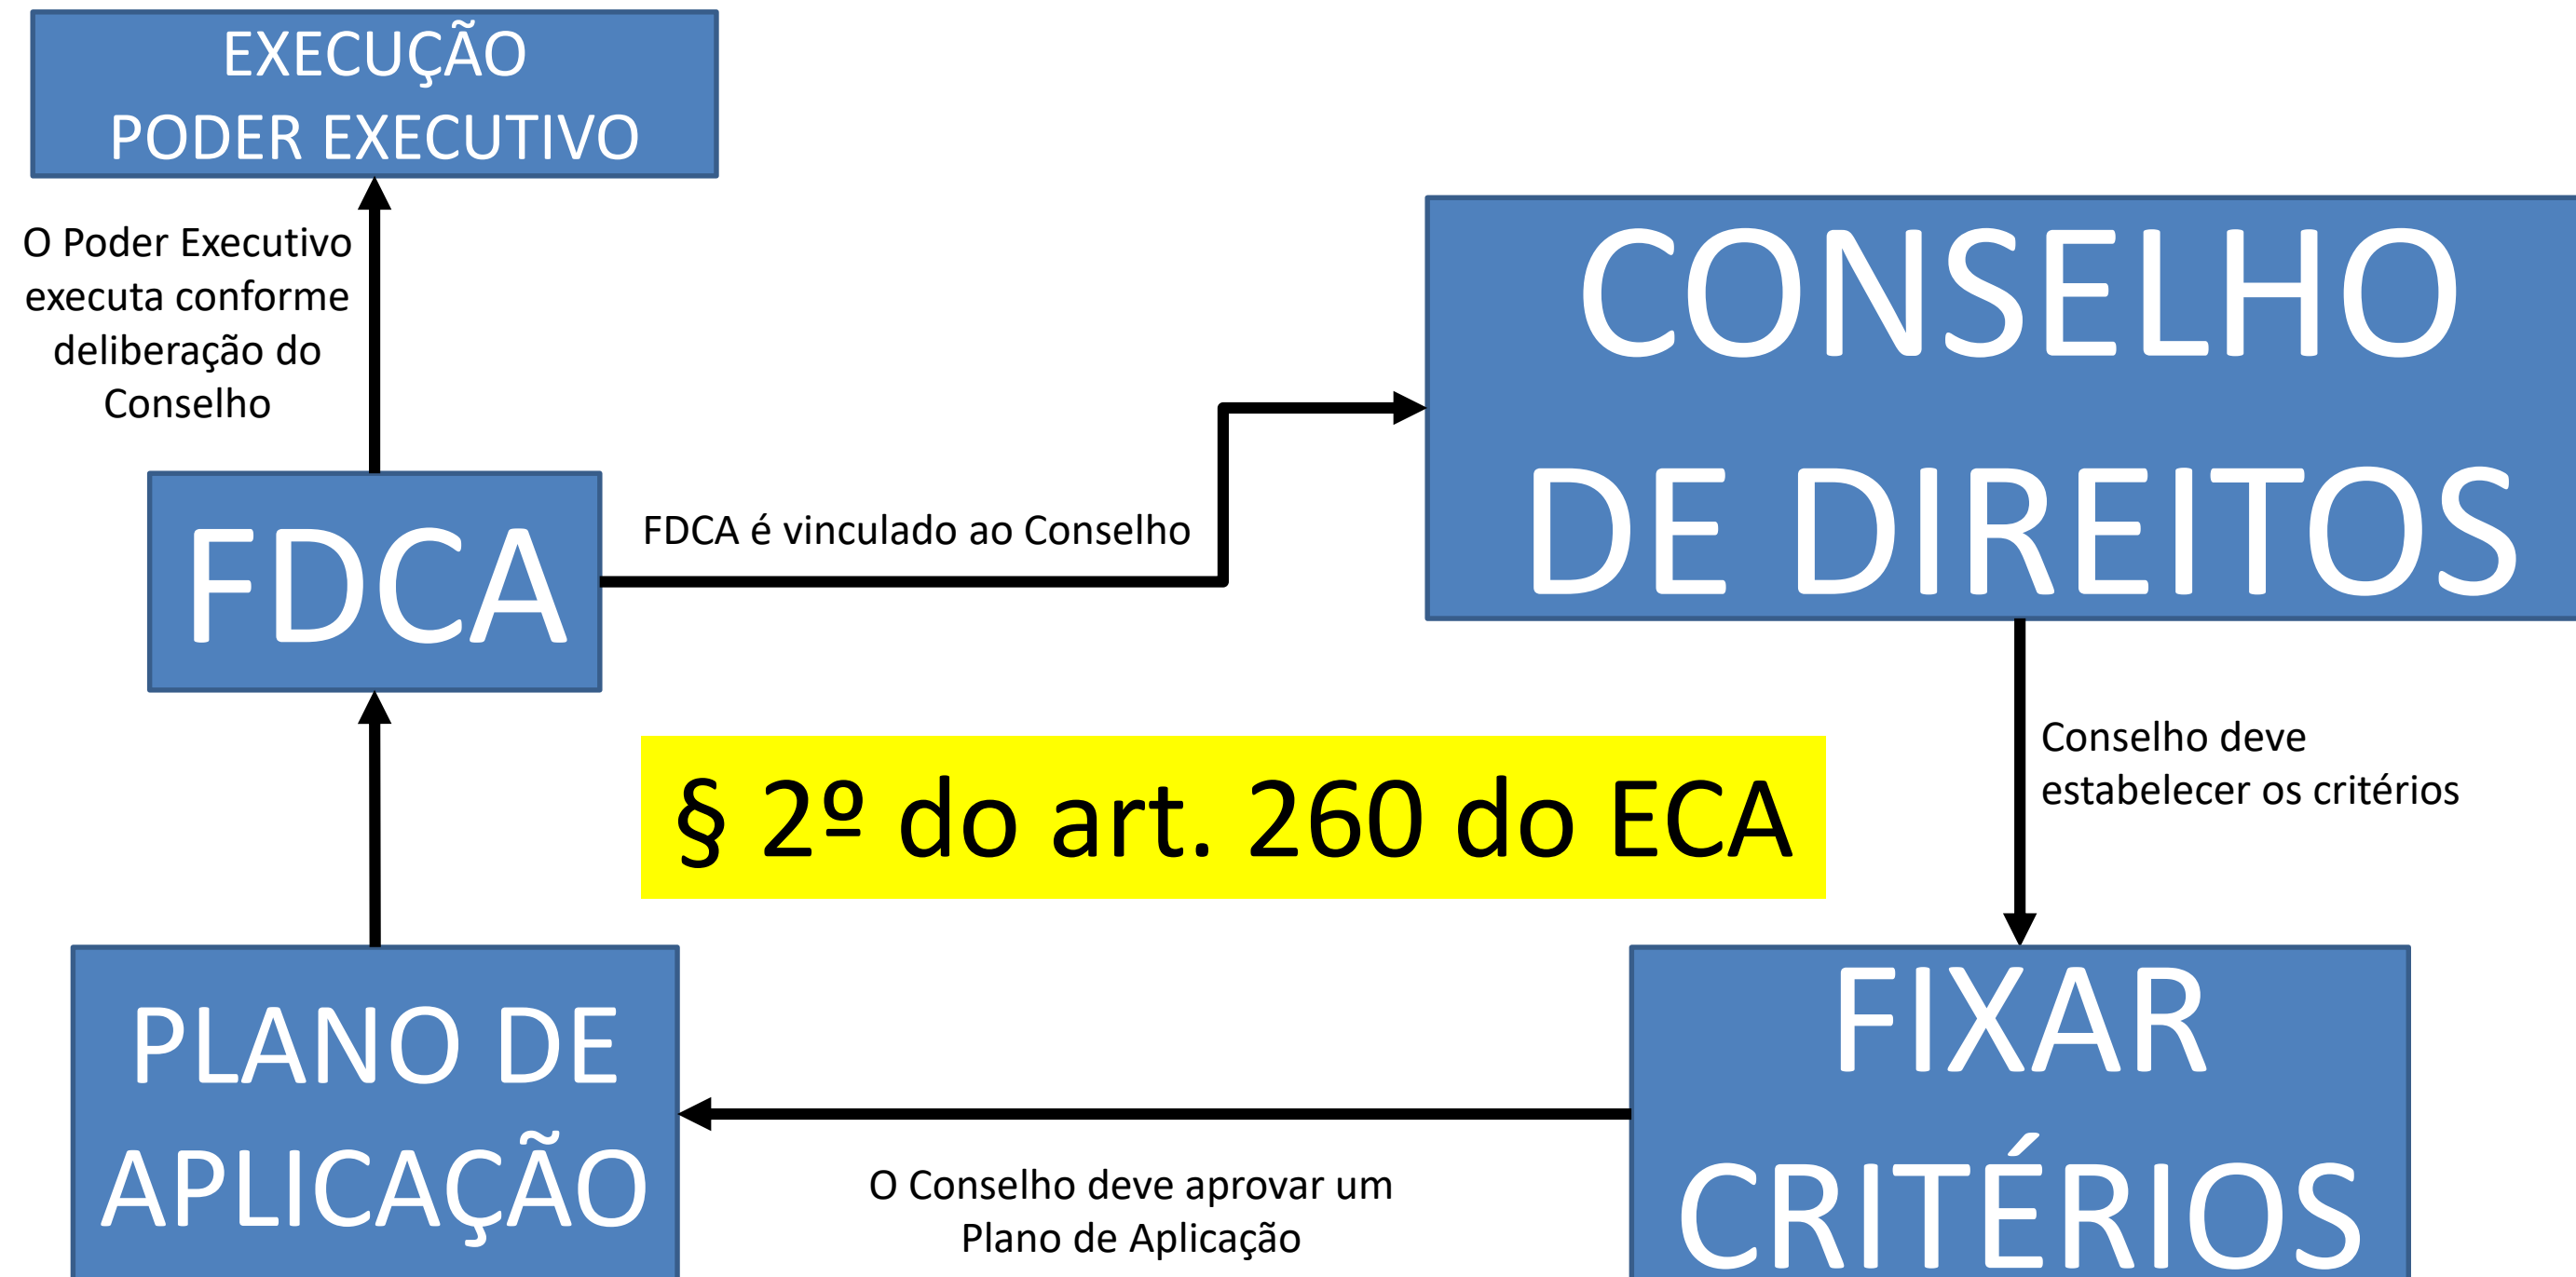 EXECUÇÃO
PODER EXECUTIVO
O Poder Executivo
executa conforme
deliberação do
Conselho
CONSELHO
DE DIREITOS
FDCA
FDCA é vinculado ao Conselho
Conselho deve
estabelecer os critérios
§ 2º do art. 260 do ECA
PLANO DE
APLICAÇÃO
O Conselho deve aprovar um
Plano de Aplicação
FIXAR
CRITÉRIOS